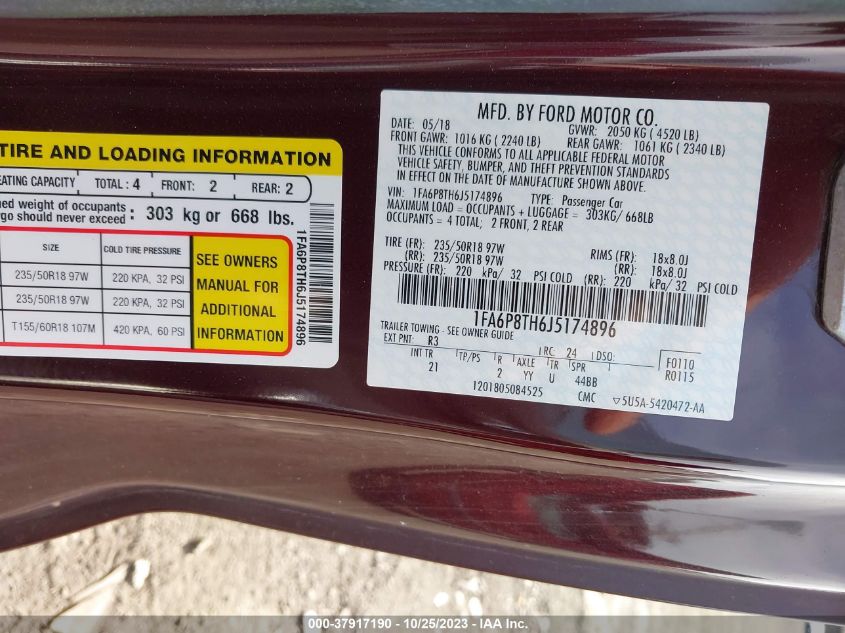 TIRE AND LOADING INFORMATION
EATING CAPACITY TOTAL : 4 FRONT: 2 REAR: 2
ned weight of occupants
rgo should never exceed : 303 kg or 668 lbs.
SIZE COLD TIRE PRESSURE
235/50R18 97W 220 KPA, 32 PSI
235/50R18 97W 220 KPA, 32 PSI
T155/60R18 107M 420 KPA, 60 PSI
SEE OWNERS
MANUAL FOR
ADDITIONAL
INFORMATION
1FA6P8TH6J5174896
MFD. BY FORD MOTOR CO.
DATE: 05/18 GVWR: 2050 KG ( 4520 LB)
FRONT GAWR: 1016 KG ( 2240 LB) REAR GAWR: 1061 KG ( 2340 LB)
THIS VEHICLE CONFORMS TO ALL APPLICABLE FEDERAL MOTOR
VEHICLE SAFETY, BUMPER, AND THEFT PREVENTION STANDARDS
IN EFFECT ON THE DATE OF MANUFACTURE SHOWN ABOVE.
VIN: 1FA6P8TH6J5174896 TYPE: Passenger Car
MAXIMUM LOAD = OCCUPANTS + LUGGAGE = 303KG/ 668LB
OCCUPANTS = 4 TOTAL; 2 FRONT, 2 REAR
TIRE (FR): 235/50R18 97W RIMS (FR): 18x8.0J
(RR): 235/50R18 97W (RR): 18x8.0J
PRESSURE (FR): 220 kPa/ 32 PSI COLD (RR): 220 kPa/ 32 PSI COLD
1FA6P8TH6J5174896
TRAILER TOWING - SEE OWNER GUIDE
EXT PNT: R3 RC: 24 DSO: F0110
R0115
INT TR TP/PS R AXLE TR SPR
21 2 YY U 44BB
1201805084525 CMC ▽5U5A-5420472-AA
000-37917190 - 10/25/2023 - IAA Inc.